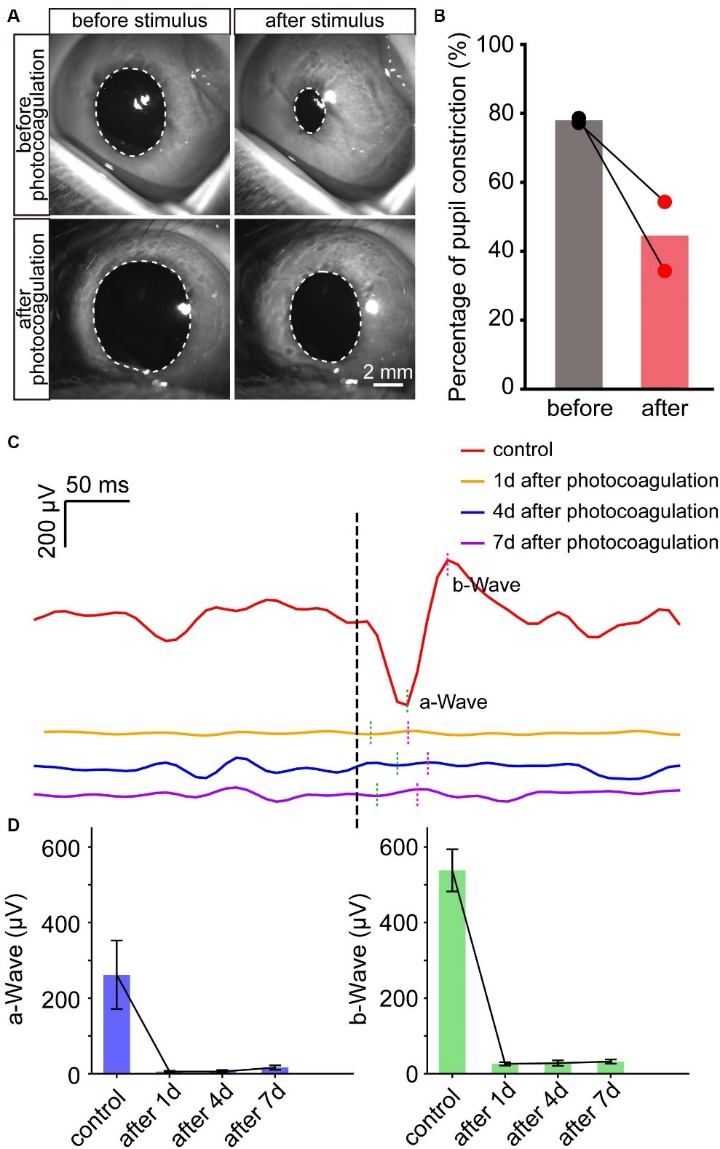 A
before stimulus
after stimulus
before
photocoagulation
after
photocoagulation
2 mm
B
Percentage of pupil constriction (%)
100
80
60
40
20
0
before
after
C
50 ms
200 μV
control
1d after photocoagulation
4d after photocoagulation
7d after photocoagulation
b-Wave
a-Wave
D
a-Wave (μV)
600
400
200
0
control
after 1d
after 4d
after 7d
b-Wave (μV)
600
400
200
0
control
after 1d
after 4d
after 7d